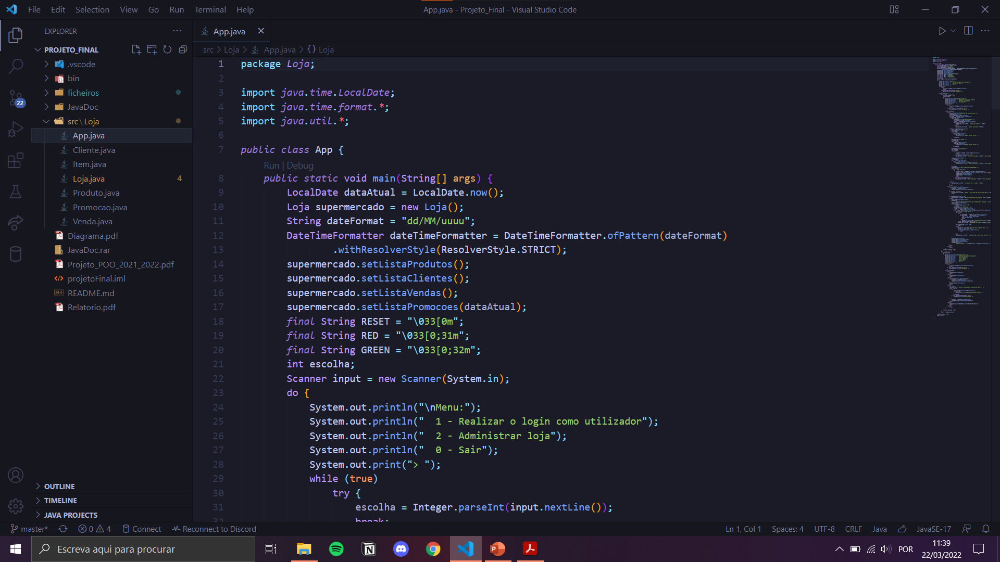 File Edit Selection View Go Run Terminal Help
App.java - Projeto_Final - Visual Studio Code
EXPLORER
App.java
PROJETO_FINAL
src > Loja > App.java > {} Loja
.vscode
bin
ficheiros
JavaDoc
src\Loja
App.java
Cliente.java
Item.java
Loja.java 4
Produto.java
Promocao.java
Venda.java
Diagrama.pdf
JavaDoc.rar
Projeto_POO_2021_2022.pdf
projetoFinal.iml
README.md
Relatorio.pdf
22
OUTLINE
TIMELINE
JAVA PROJECTS
1 package Loja;
2
3 import java.time.LocalDate;
4 import java.time.format.*;
5 import java.util.*;
6
7 public class App {
Run | Debug
8 public static void main(String[] args) {
9 LocalDate dataAtual = LocalDate.now();
10 Loja supermercado = new Loja();
11 String dateFormat = "dd/MM/uuuu";
12 DateTimeFormatter dateTimeFormatter = DateTimeFormatter.ofPattern(dateFormat)
13 .withResolverStyle(ResolverStyle.STRICT);
14 supermercado.setListaProdutos();
15 supermercado.setListaClientes();
16 supermercado.setListaVendas();
17 supermercado.setListaPromocoes(dataAtual);
18 final String RESET = "\033[0m";
19 final String RED = "\033[0;31m";
20 final String GREEN = "\033[0;32m";
21 int escolha;
22 Scanner input = new Scanner(System.in);
23 do {
24 System.out.println("\nMenu:");
25 System.out.println("  1 - Realizar o login como utilizador");
26 System.out.println("  2 - Administrar loja");
27 System.out.println("  0 - Sair");
28 System.out.print("> ");
29 while (true)
30 try {
31 escolha = Integer.parseInt(input.nextLine());
32 break;
master* 0 4 Connect Reconnect to Discord
Ln 1, Col 1 Spaces: 4 UTF-8 CRLF Java JavaSE-17
Escreva aqui para procurar
POR
11:39
22/03/2022